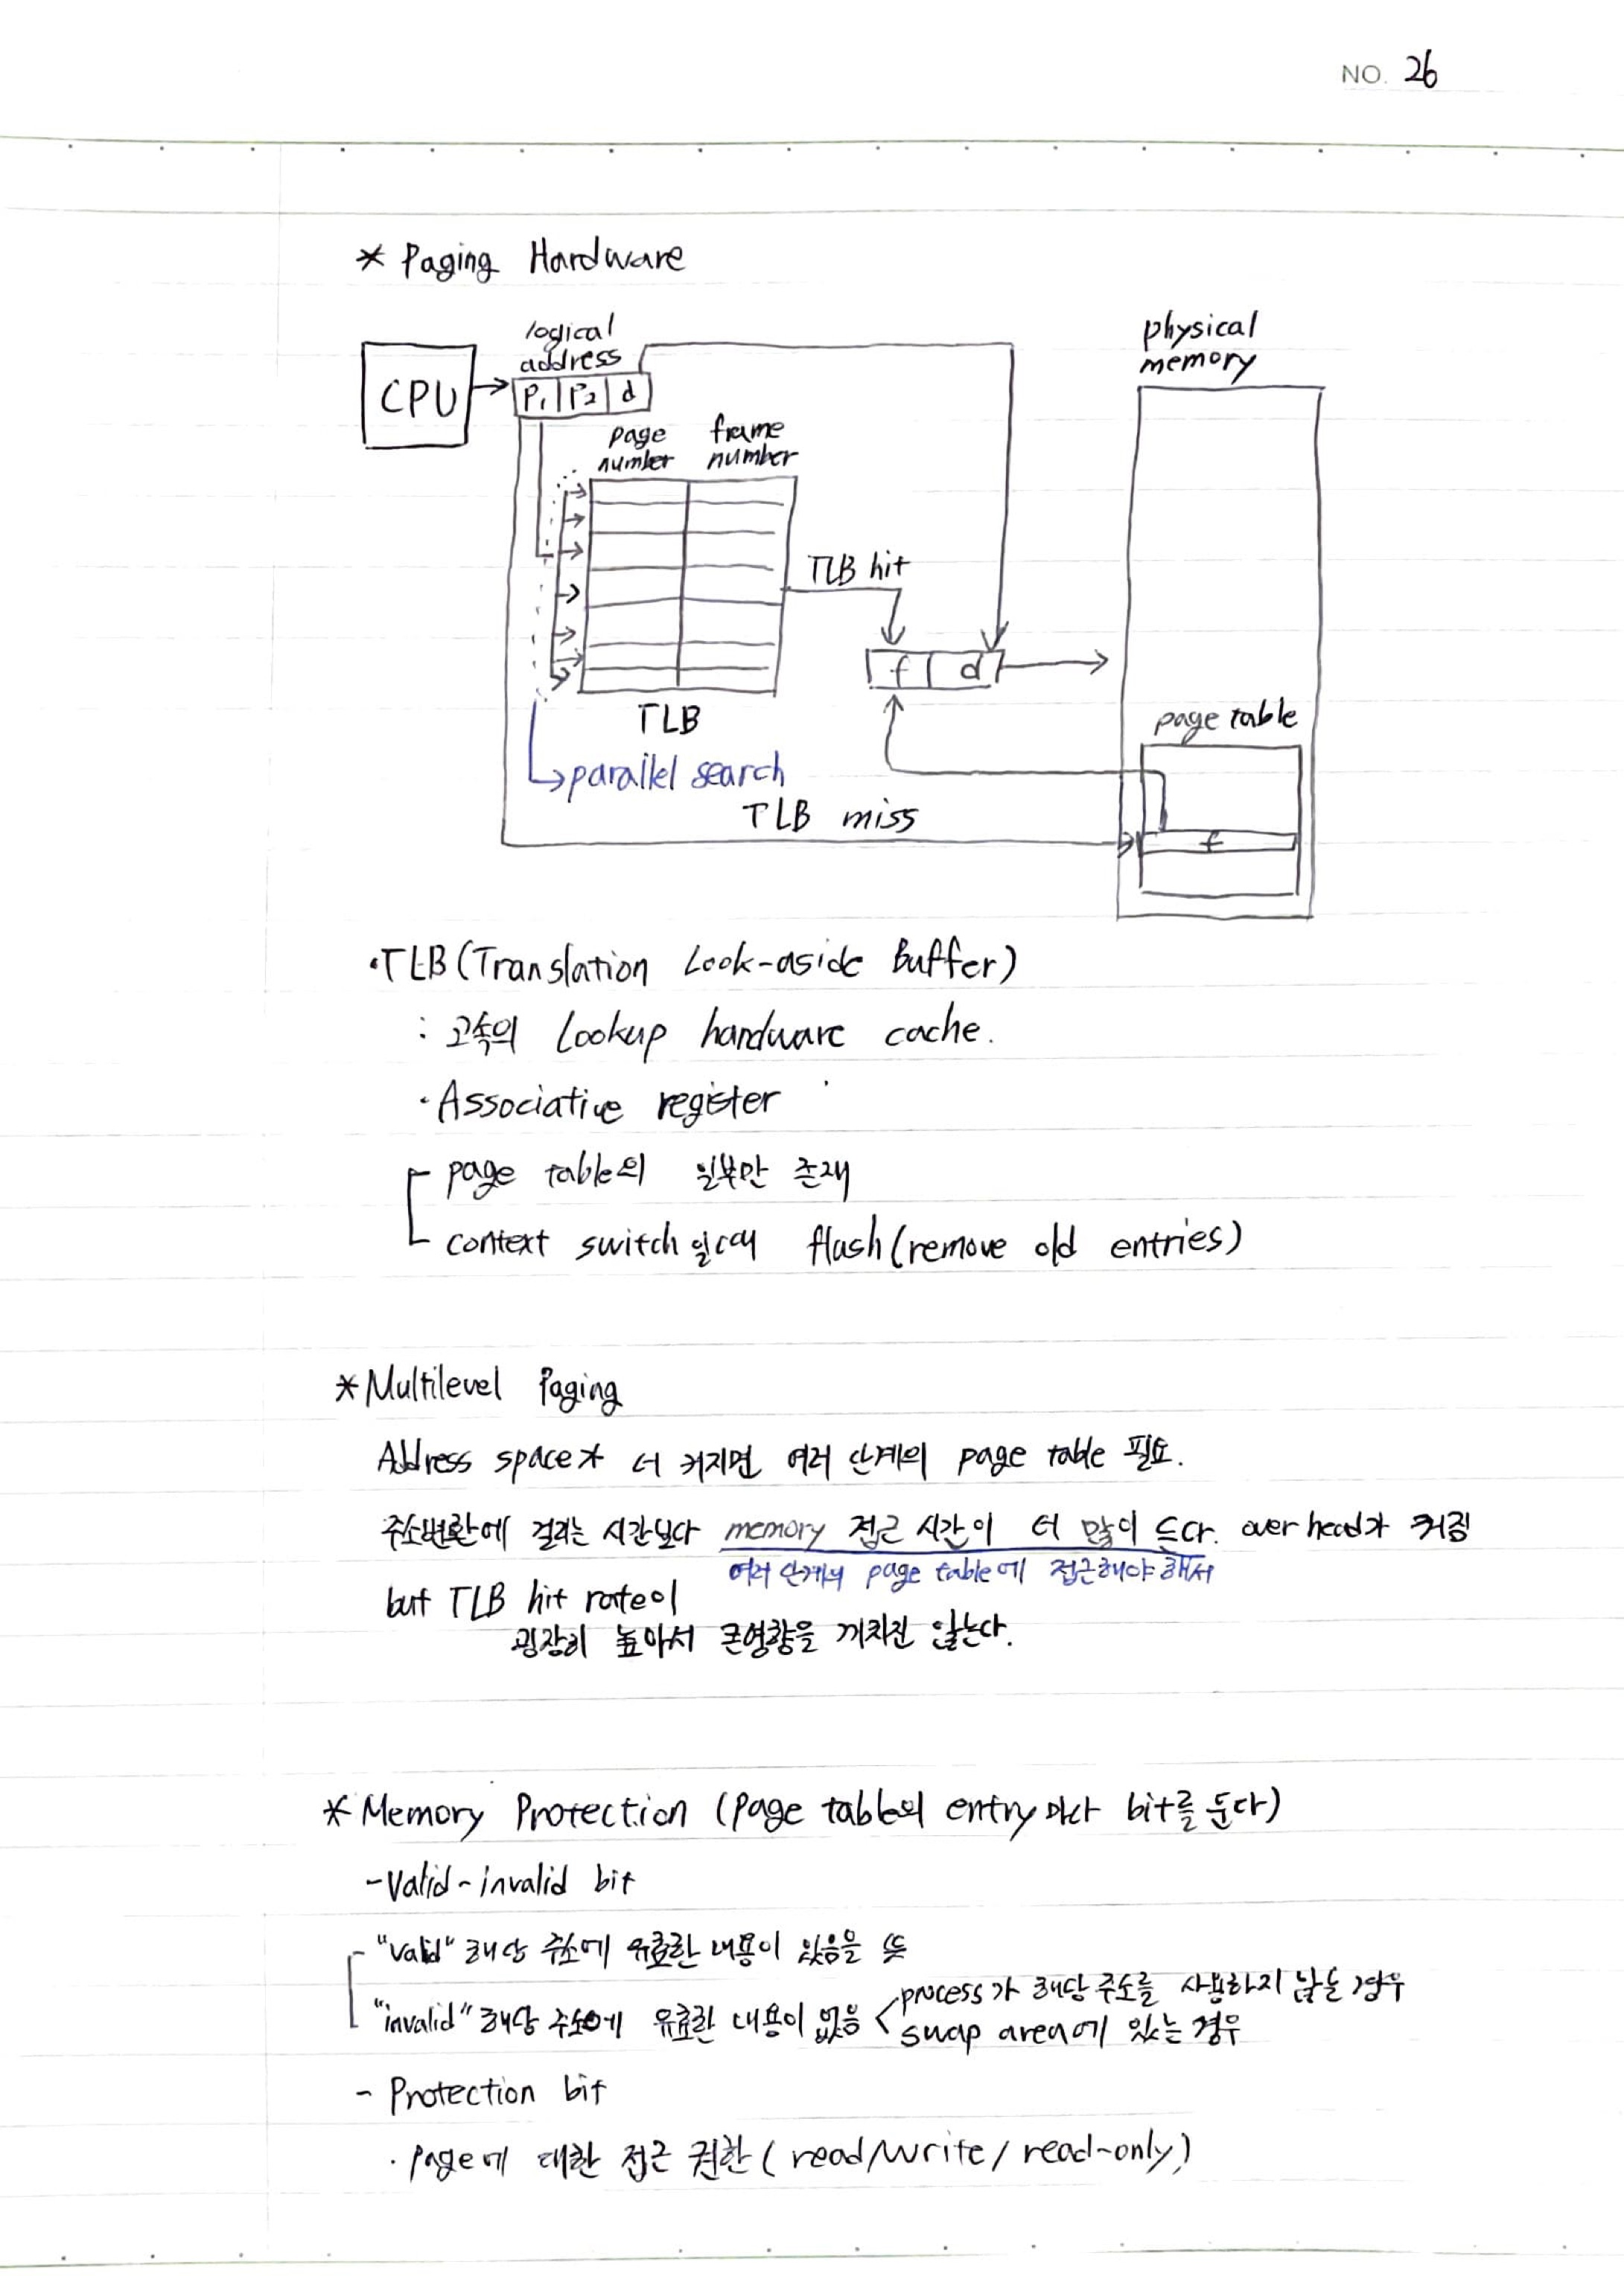 NO. 26
* Paging Hardware
logical
address
physical
memory
CPU
P1 P2 d
page
number
frame
number
TLB hit
f d
TLB
page table
parallel search
TLB miss
f
·TLB(Translation Look-aside Buffer)
: 고속의 Lookup hardware cache.
·Associative register
page table의 일부만 존재
context switch일때 flash(remove old entries)
*Multilevel Paging
Address space가 더 커지면 여러 단계의 page table 필요.
주소변환에 걸리는 시간보다 memory 접근 시간이 더 많이 든다. over head가 커짐
여러 단계의 page table에 접근해야 해서
but TLB hit rate이
굉장히 높아서 큰영향을 끼치진 않는다.
*Memory Protection (page table의 entry마다 bit를 둔다)
-Valid-invalid bit
"valid" 해당 주소에 유효한 내용이 있음을 뜻
"invalid" 해당 주소에 유효한 내용이 없음 process가 해당 주소를 사용하지 않는 경우
swap area에 있는 경우
- Protection bit
· page에 대한 접근 권한 (read/write / read-only)